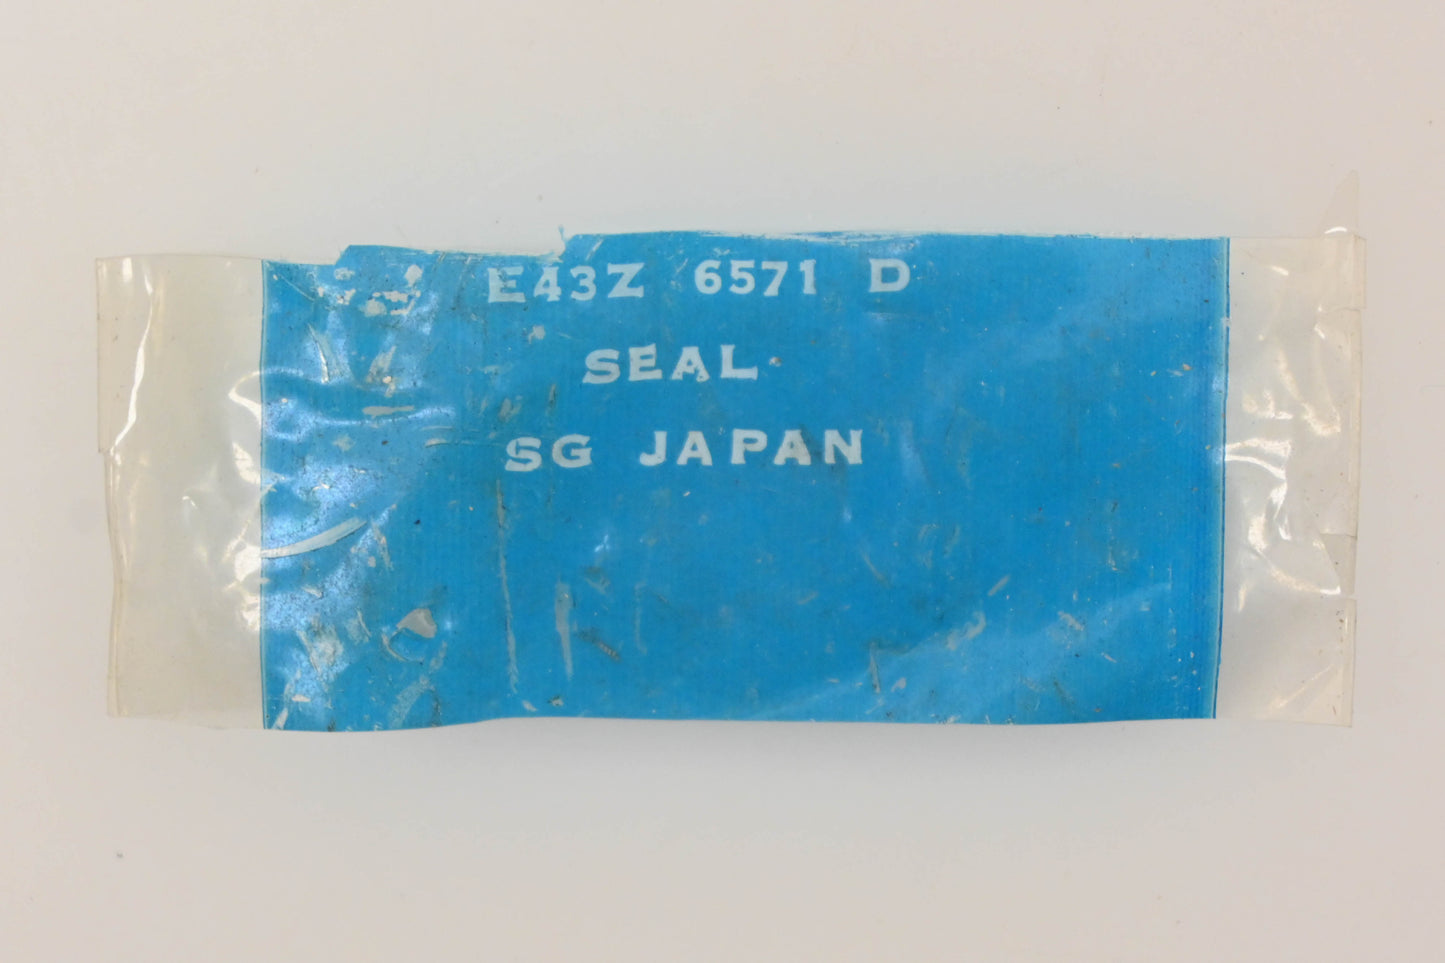 E43Z 6571 D
SEAL
SG JAPAN